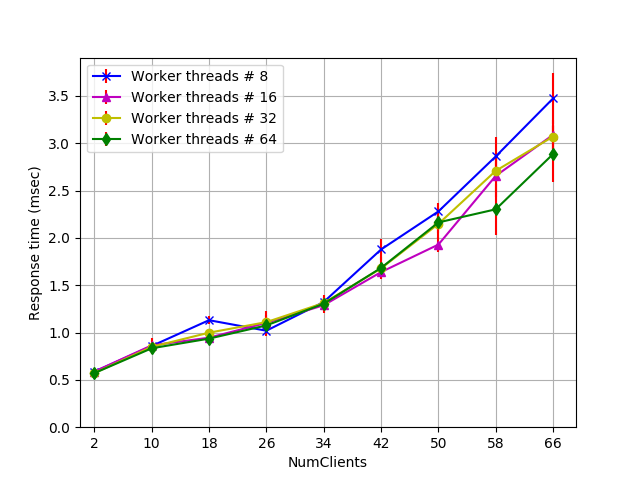 Worker threads # 8
Worker threads # 16
Worker threads # 32
Worker threads # 64
3.5
3.0
2.5
2.0
1.5
1.0
0.5
0.0
Response time (msec)
2 10 18 26 34 42 50 58 66
NumClients